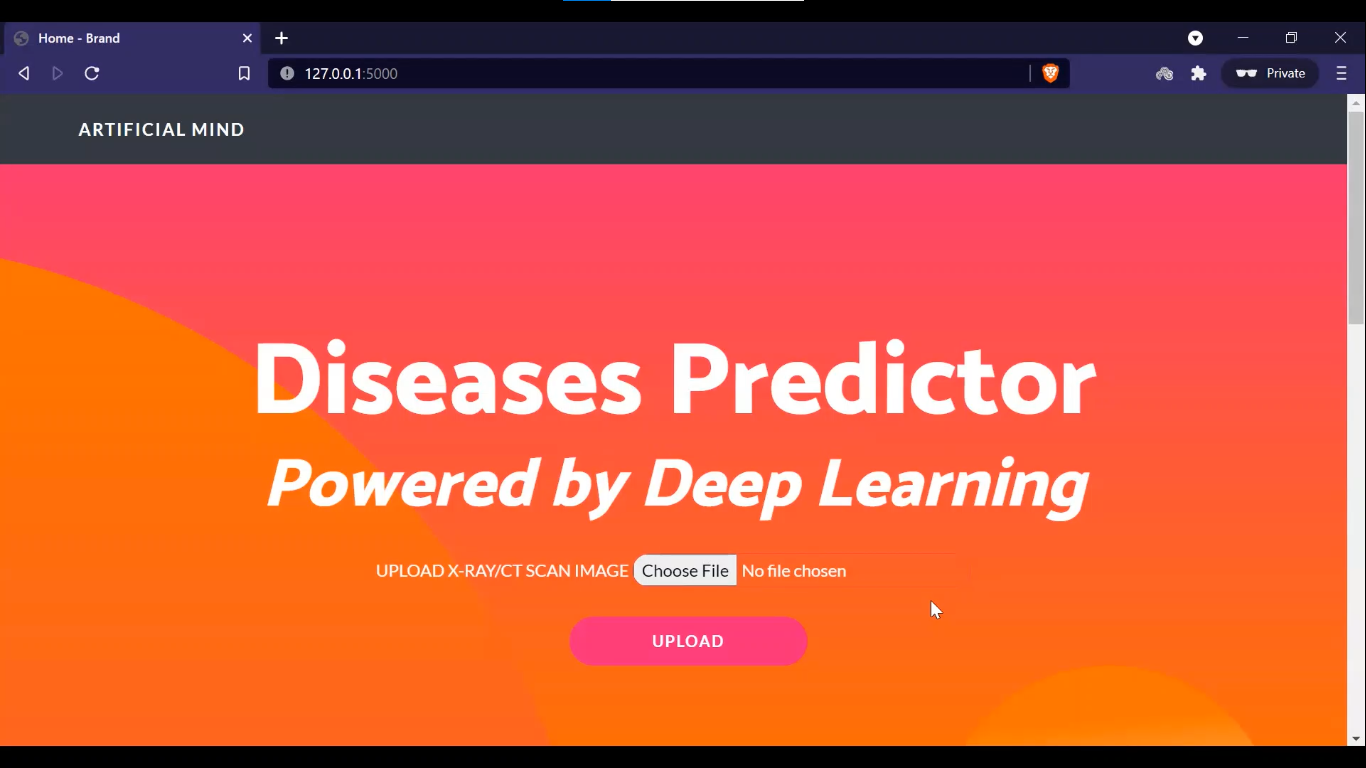 Home - Brand
127.0.0.1:5000
Private
ARTIFICIAL MIND
Diseases Predictor
Powered by Deep Learning
UPLOAD X-RAY/CT SCAN IMAGE Choose File No file chosen
UPLOAD